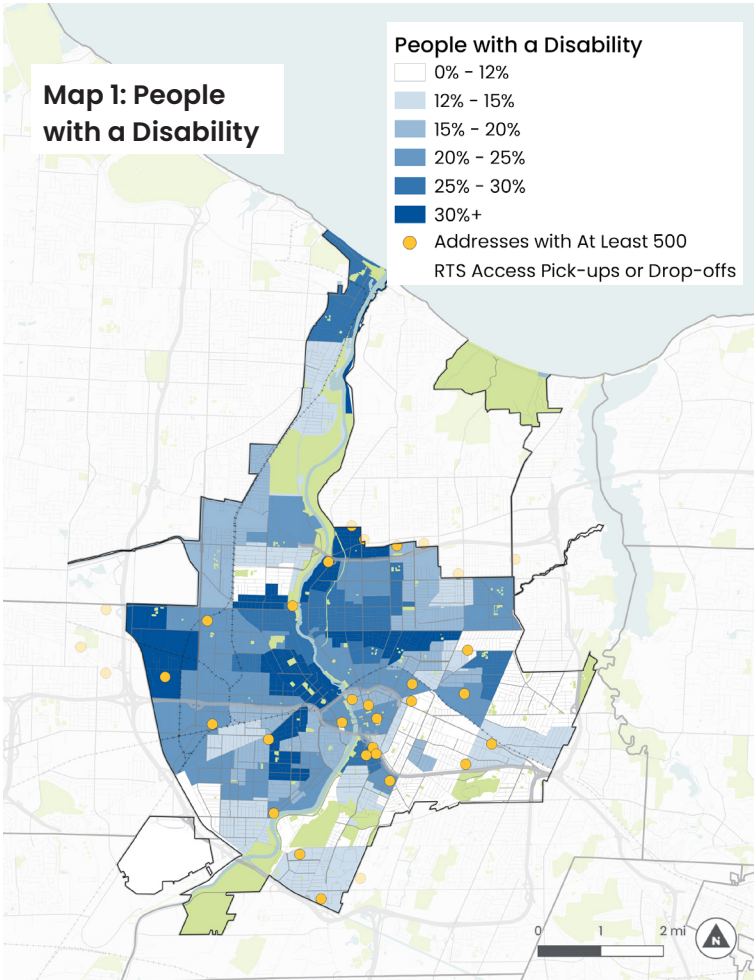 Map 1: People
with a Disability
People with a Disability
0% - 12%
12% - 15%
15% - 20%
20% - 25%
25% - 30%
30%+
Addresses with At Least 500
RTS Access Pick-ups or Drop-offs
0 1 2 mi
N